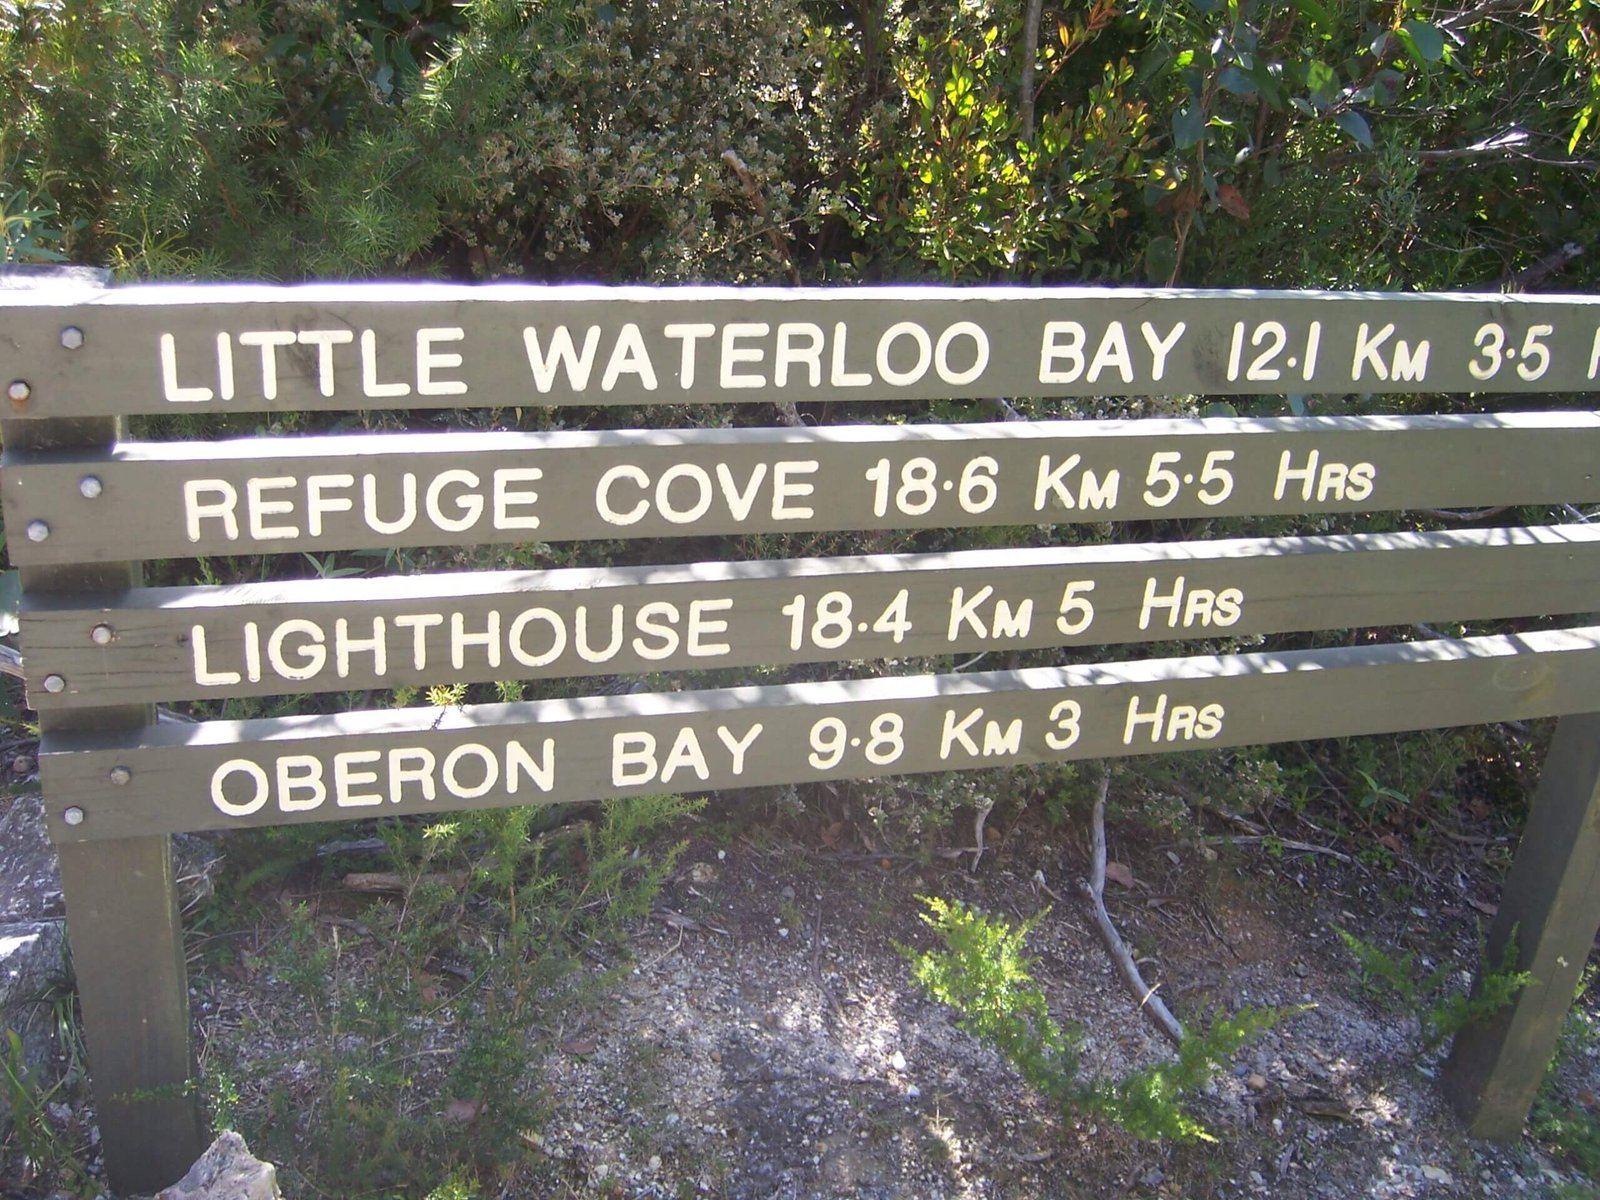 LITTLE WATERLOO BAY 12·1 KM 3·5
REFUGE COVE 18·6 KM 5·5 HRS
LIGHTHOUSE 18·4 KM 5 HRS
OBERON BAY 9·8 KM 3 HRS